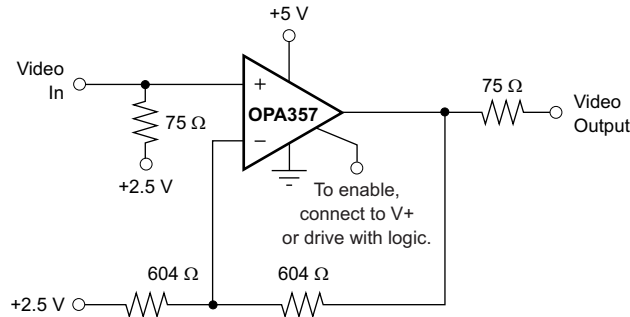 +5 V
Video
In
+
OPA357
−
75 Ω
+2.5 V
75 Ω
Video
Output
To enable,
connect to V+
or drive with logic.
604 Ω
604 Ω
+2.5 V